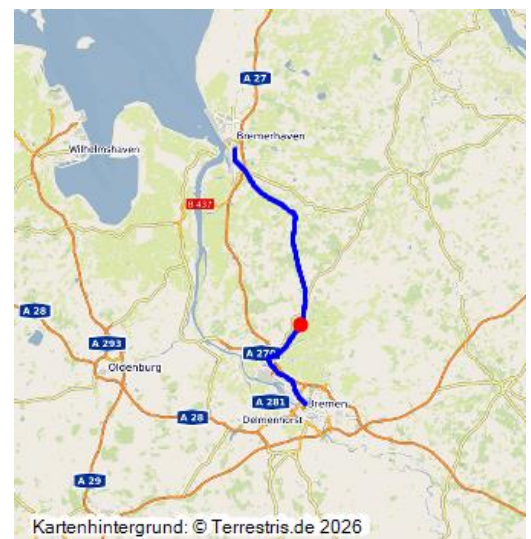 A 27
Bremerhaven
Wilhelmshaven
B 437
A 28
A 293
A 270
Oldenburg
A 281
Bremen
Delmenhorst
A 28
A 29
Kartenhintergrund: © Terrestris.de 2026